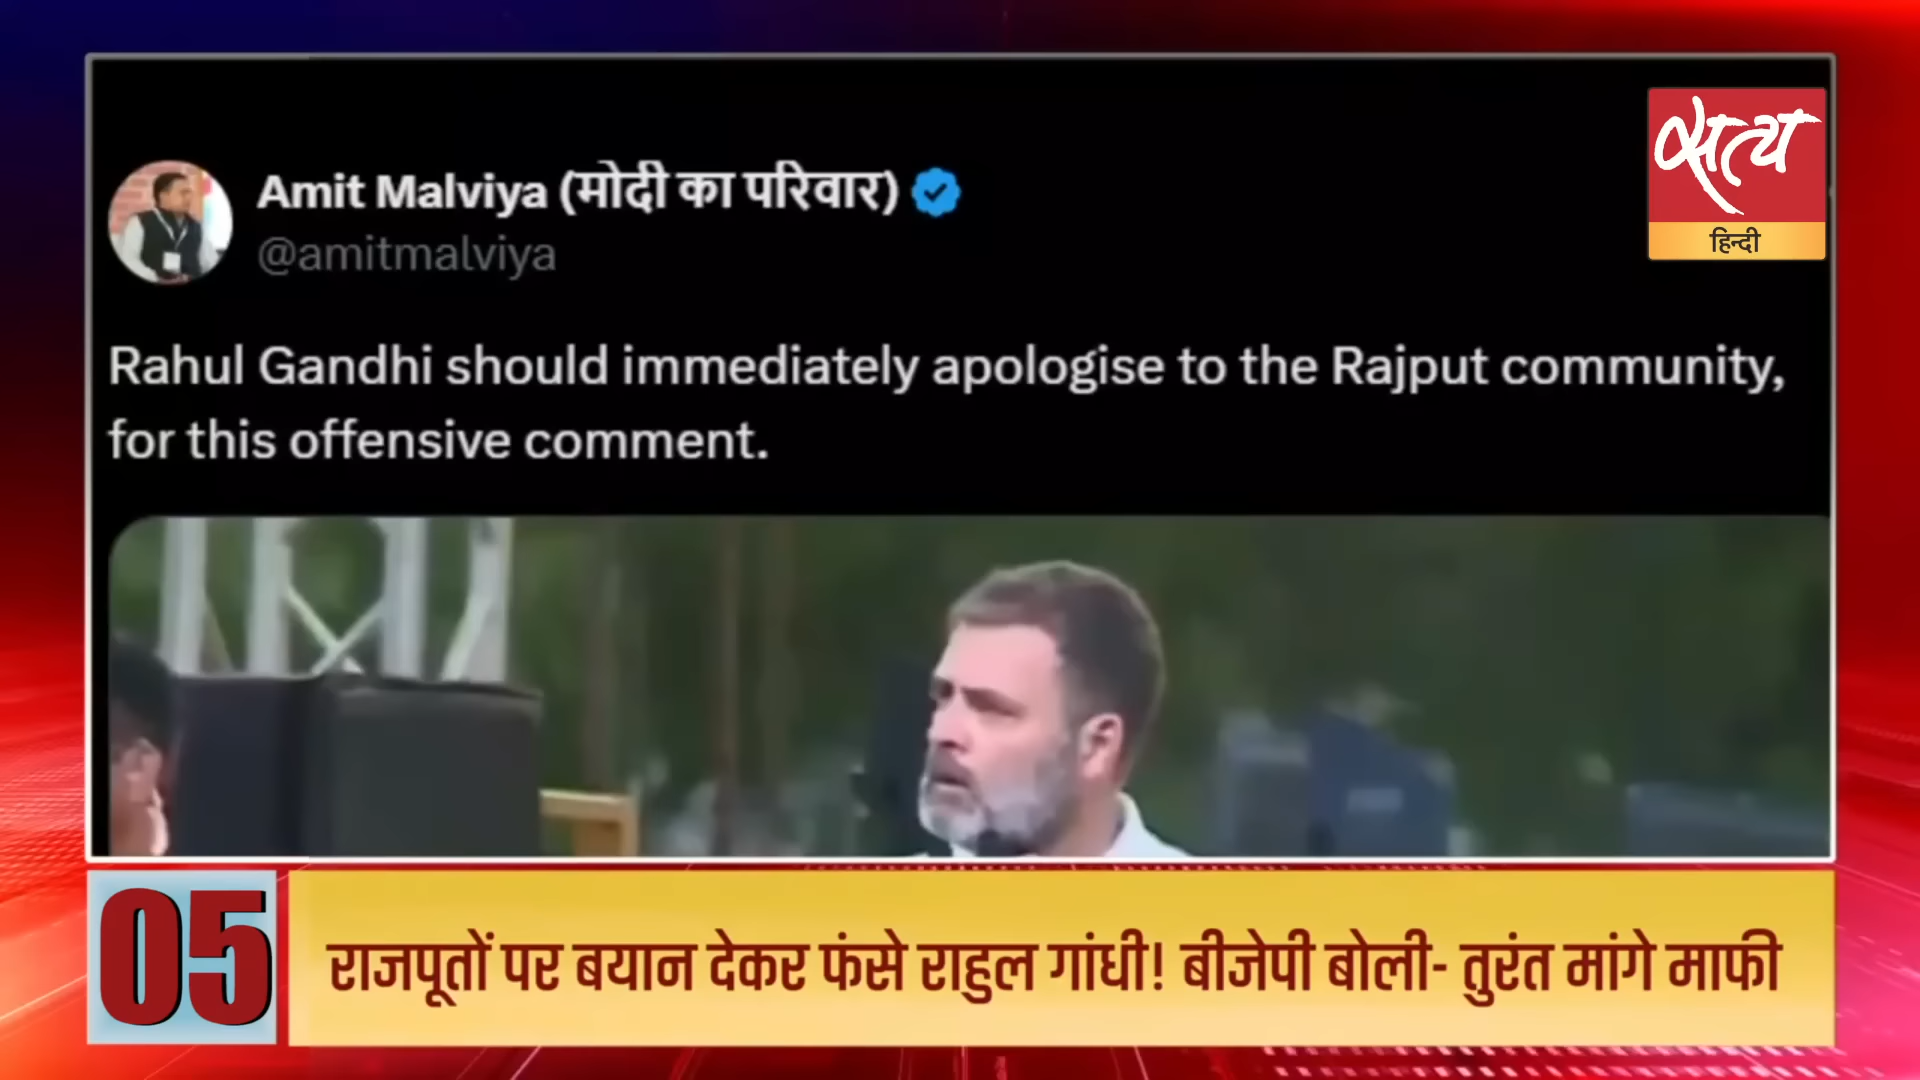 सत्य
हिन्दी
Amit Malviya (मोदी का परिवार)
@amitmalviya
Rahul Gandhi should immediately apologise to the Rajput community,
for this offensive comment.
05
राजपूतों पर बयान देकर फंसे राहुल गांधी! बीजेपी बोली- तुरंत मांगे माफी